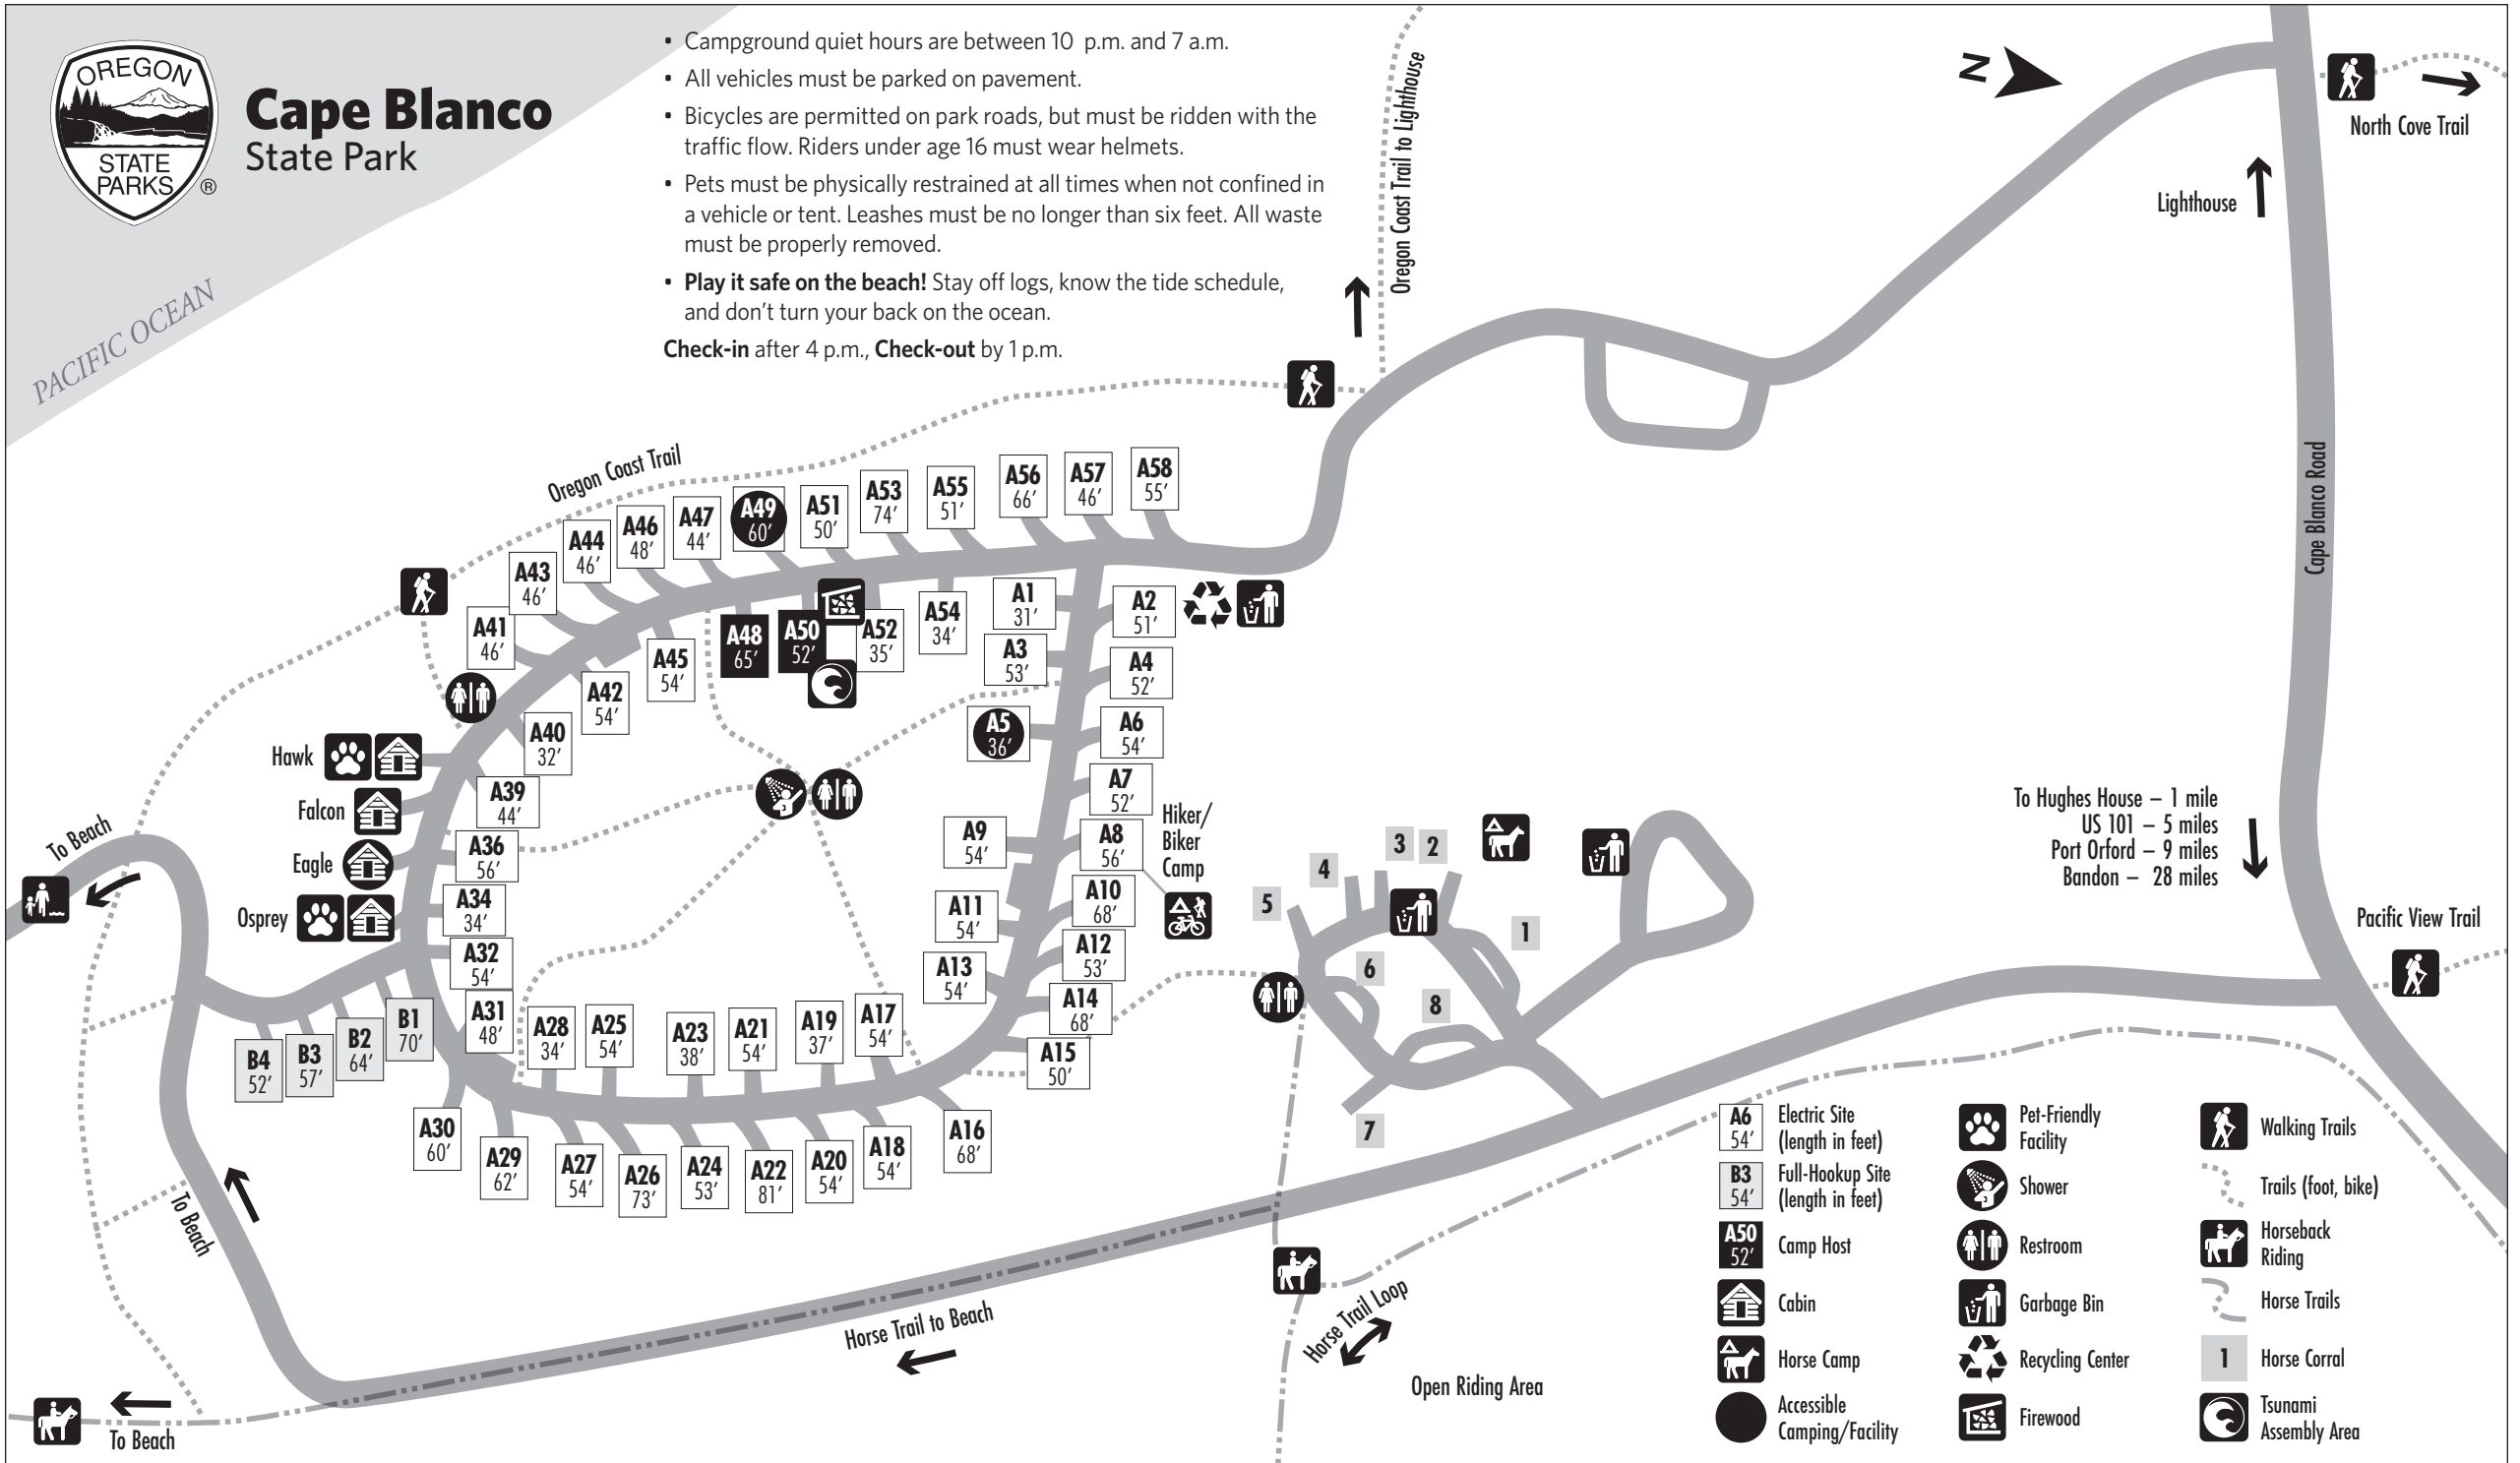 OREGON
STATE
PARKS
®
Cape Blanco
State Park
PACIFIC OCEAN
• Campground quiet hours are between 10 p.m. and 7 a.m.
• All vehicles must be parked on pavement.
• Bicycles are permitted on park roads, but must be ridden with the
traffic flow. Riders under age 16 must wear helmets.
• Pets must be physically restrained at all times when not confined in
a vehicle or tent. Leashes must be no longer than six feet. All waste
must be properly removed.
• Play it safe on the beach! Stay off logs, know the tide schedule,
and don't turn your back on the ocean.
Check-in after 4 p.m., Check-out by 1 p.m.
Oregon Coast Trail to Lighthouse
N
North Cove Trail
Lighthouse
Cape Blanco Road
Oregon Coast Trail
A41
46'
A43
46'
A44
46'
A46
48'
A47
44'
A49
60'
A51
50'
A53
74'
A55
51'
A56
66'
A57
46'
A58
55'
A40
32'
A42
54'
A45
54'
A48
65'
A50
52'
A52
35'
A54
34'
A1
31'
A2
51'
A3
53'
A4
52'
A5
36'
A6
54'
A7
52'
A9
54'
A8
56'
A11
54'
A10
68'
A13
54'
A12
53'
A14
68'
A15
50'
Hiker/
Biker
Camp
Hawk
Falcon
Eagle
Osprey
A39
44'
A36
56'
A34
34'
A32
54'
A31
48'
A28
34'
A25
54'
A23
38'
A21
54'
A19
37'
A17
54'
B4
52'
B3
57'
B2
64'
B1
70'
A30
60'
A29
62'
A27
54'
A26
73'
A24
53'
A22
81'
A20
54'
A18
54'
A16
68'
To Beach
To Beach
To Beach
Horse Trail to Beach
Horse Trail Loop
Open Riding Area
5
4
3
2
1
6
8
7
To Hughes House – 1 mile
US 101 – 5 miles
Port Orford – 9 miles
Bandon – 28 miles
Pacific View Trail
A6
54'
Electric Site
(length in feet)
B3
54'
Full-Hookup Site
(length in feet)
A50
52'
Camp Host
Cabin
Horse Camp
Accessible
Camping/Facility
Pet-Friendly
Facility
Shower
Restroom
Garbage Bin
Recycling Center
Firewood
Walking Trails
Trails (foot, bike)
Horseback
Riding
Horse Trails
1
Horse Corral
Tsunami
Assembly Area